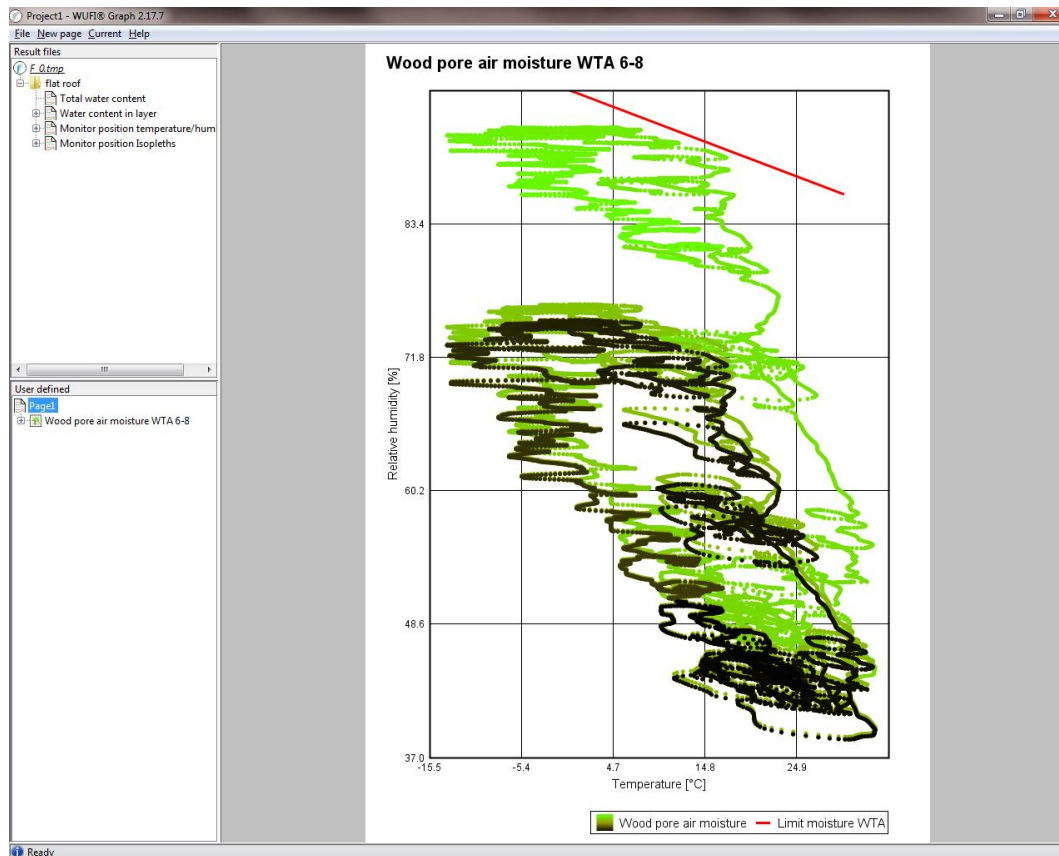 Project1 - WUFI® Graph 2.17.7
File New page Current Help
Result files
F_0.tmp
flat roof
Total water content
Water content in layer
Monitor position temperature/hum
Monitor position Isopleths
User defined
Page1
Wood pore air moisture WTA 6-8
Wood pore air moisture WTA 6-8
83.4
71.8
Relative humidity [%]
60.2
48.6
37.0
-15.5 -5.4 4.7 14.8 24.9
Temperature [°C]
Wood pore air moisture Limit moisture WTA
Ready